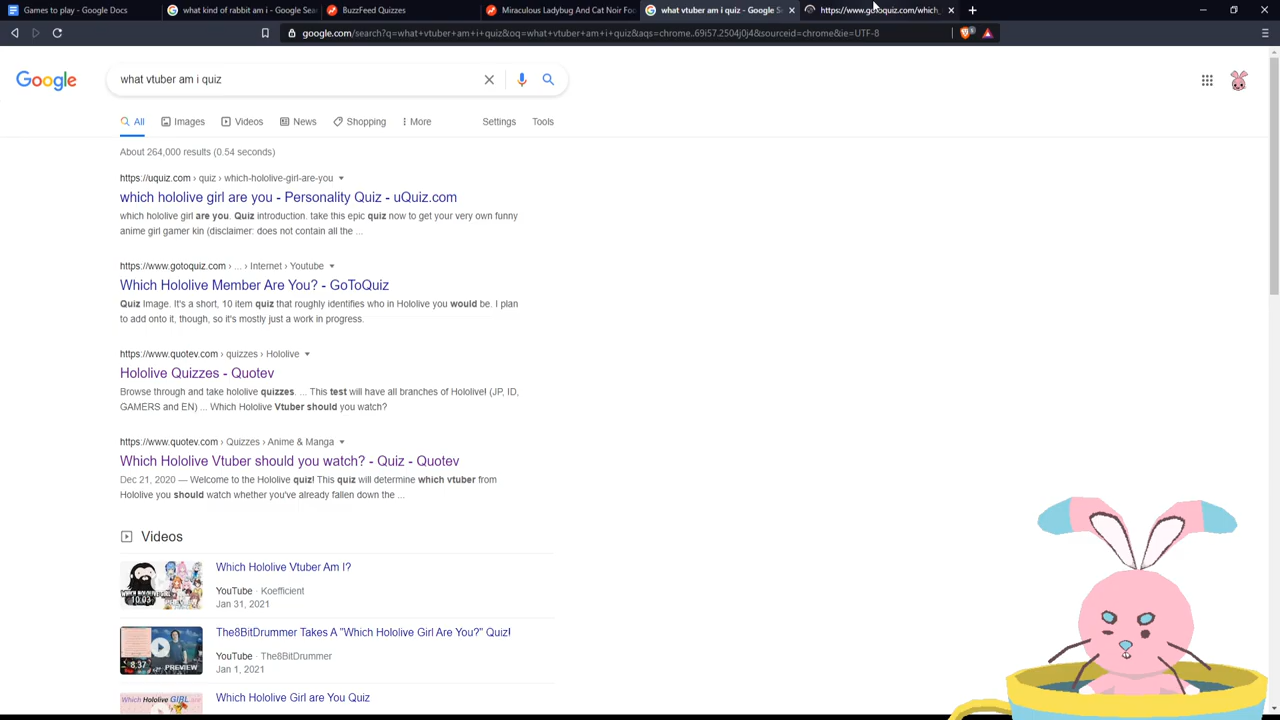 Games to play - Google Docs
what kind of rabbit am i - Google Sea
BuzzFeed Quizzes
Miraculous Ladybug And Cat Noir Foo
what vtuber am i quiz - Google S
https://www.gotoquiz.com/which_
google.com/search?q=what+vtuber+am+i+quiz&oq=what+vtuber+am+i+quiz&aqs=chrome..69i57.2504j0j4&sourceid=chrome&ie=UTF-8
Google
what vtuber am i quiz
All
Images
Videos
News
Shopping
More
Settings
Tools
About 264,000 results (0.54 seconds)
https://uquiz.com › quiz › which-hololive-girl-are-you
which hololive girl are you - Personality Quiz - uQuiz.com
which hololive girl are you. Quiz introduction. take this epic quiz now to get your very own funny
anime girl gamer kin (disclaimer: does not contain all the ...
https://www.gotoquiz.com › ... › Internet › Youtube
Which Hololive Member Are You? - GoToQuiz
Quiz Image. It's a short, 10 item quiz that roughly identifies who in Hololive you would be. I plan
to add onto it, though, so it's mostly just a work in progress.
https://www.quotev.com › quizzes › Hololive
Hololive Quizzes - Quotev
Browse through and take hololive quizzes. ... This test will have all branches of Hololive! (JP, ID,
GAMERS and EN) ... Which Hololive Vtuber should you watch?
https://www.quotev.com › Quizzes › Anime & Manga
Which Hololive Vtuber should you watch? - Quiz - Quotev
Dec 21, 2020 — Welcome to the Hololive quiz! This quiz will determine which vtuber from
Hololive you should watch whether you've already fallen down the ...
Videos
Which Hololive Vtuber Am I?
10:03
YouTube · Koefficient
Jan 31, 2021
The8BitDrummer Takes A "Which Hololive Girl Are You?" Quiz!
8:37
PREVIEW
YouTube · The8BitDrummer
Jan 1, 2021
Which Hololive GIRL are
Which Hololive Girl are You Quiz